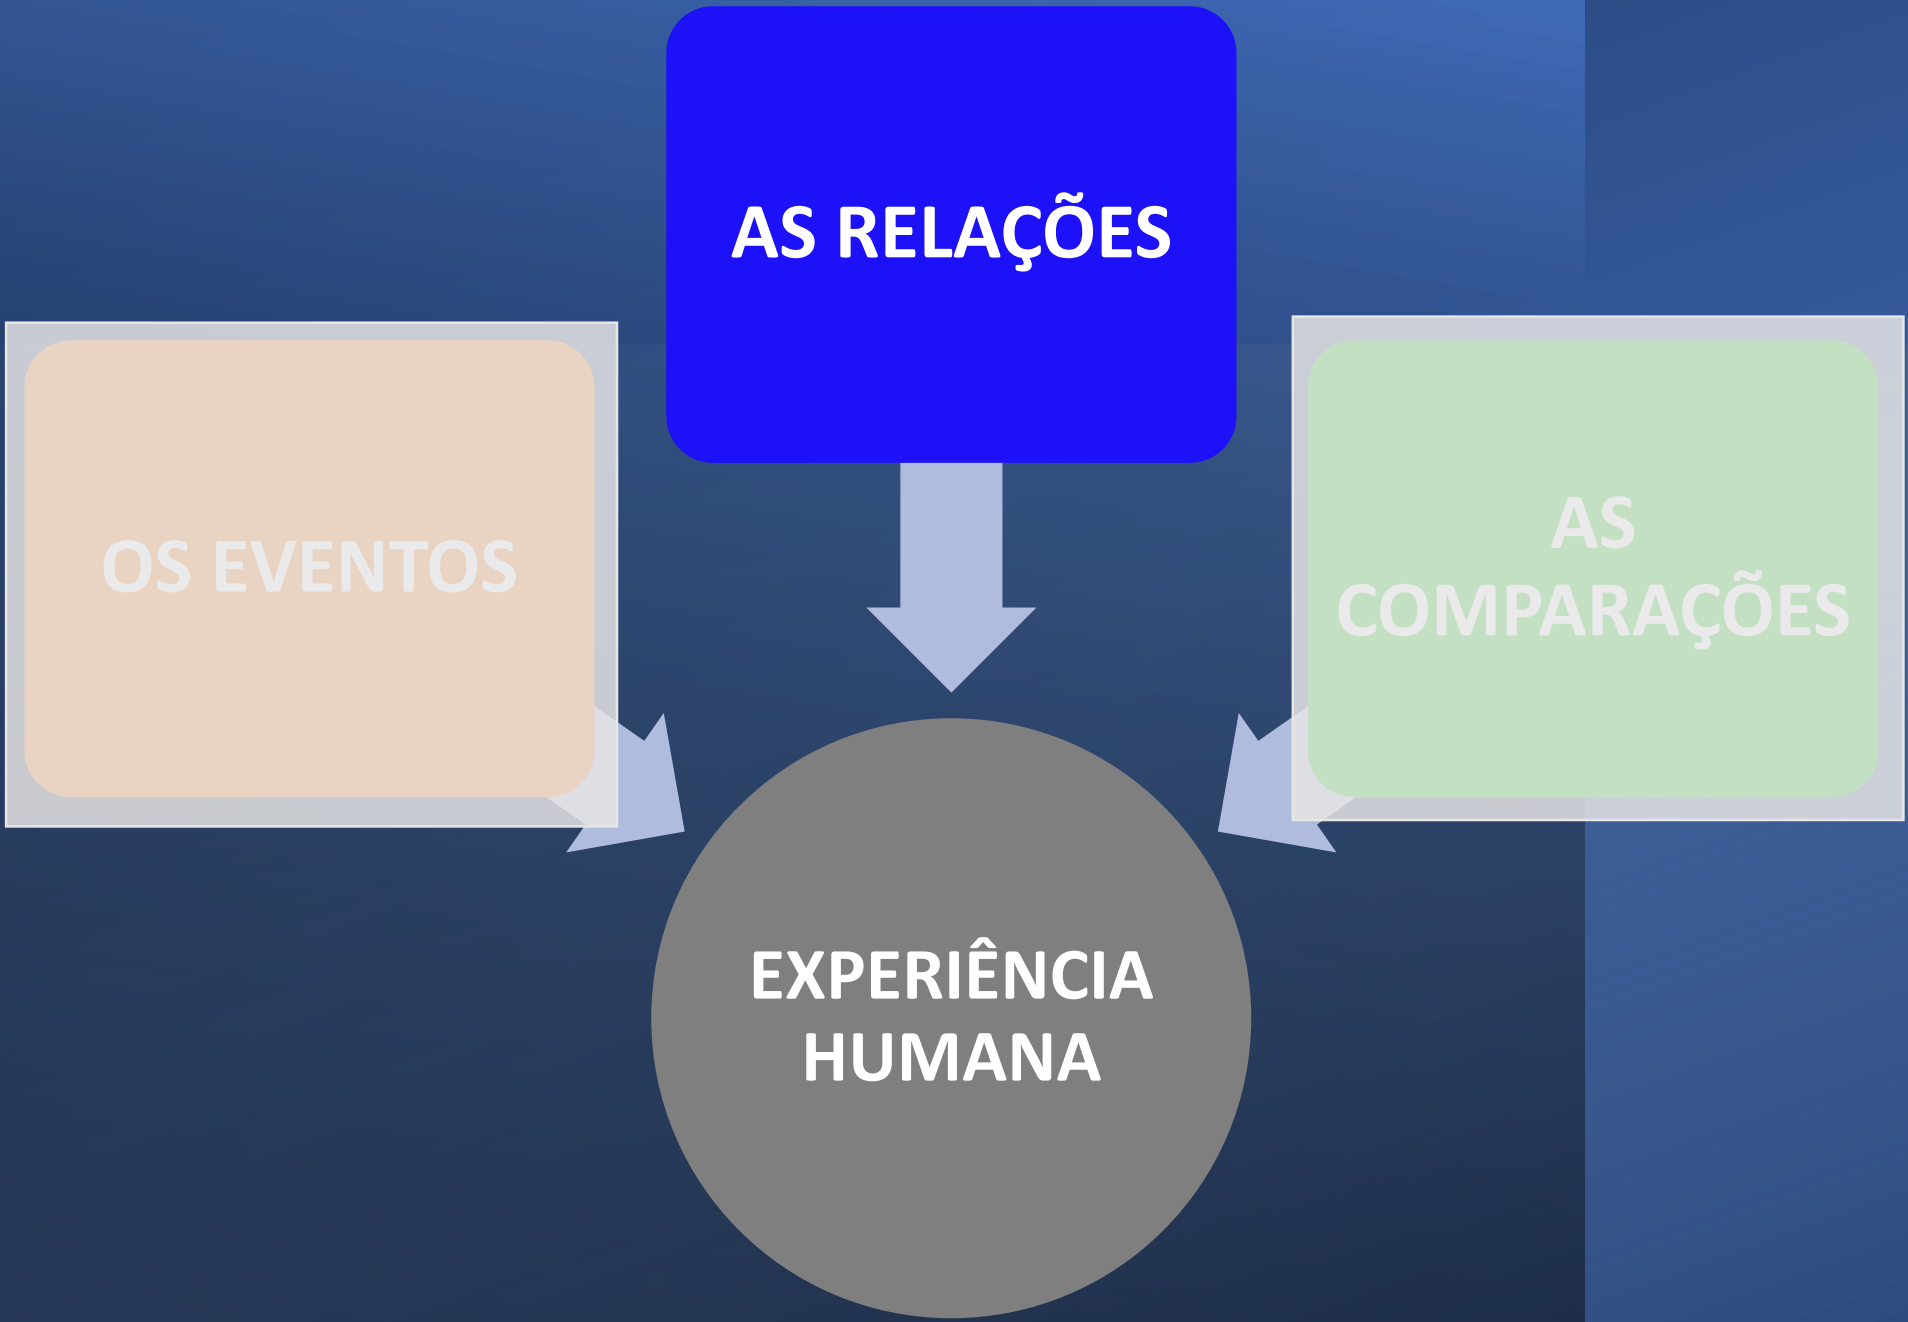 AS RELAÇÕES
OS EVENTOS
AS
COMPARAÇÕES
EXPERIÊNCIA
HUMANA